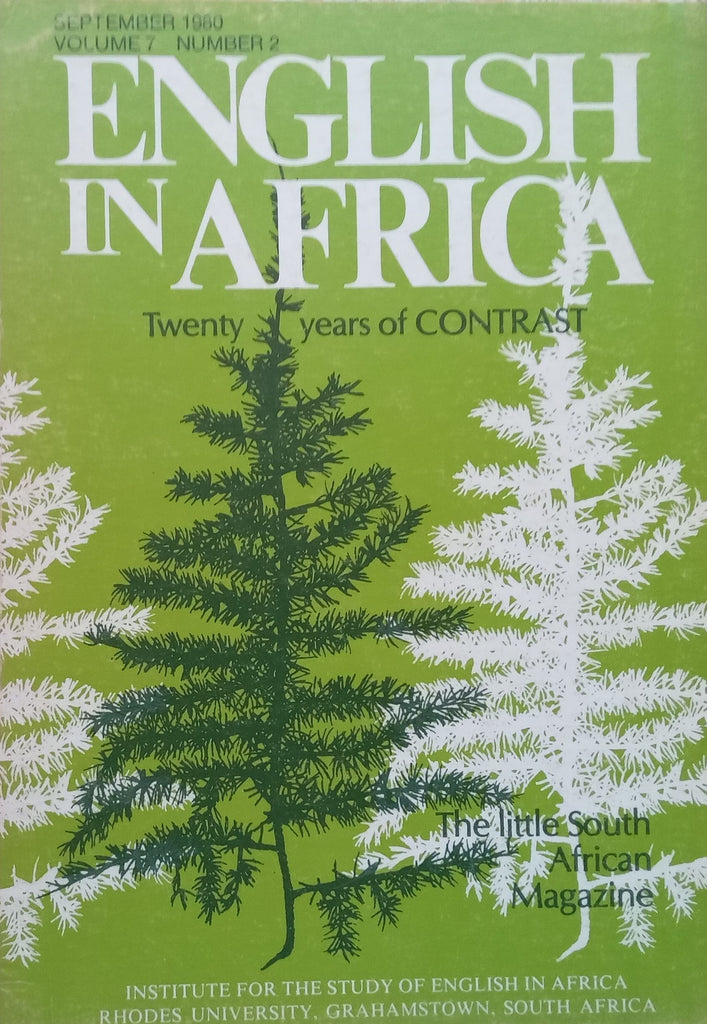 SEPTEMBER 1980
VOLUME 7 NUMBER 2
ENGLISH
IN AFRICA
Twenty years of CONTRAST
The little South
African
Magazine
INSTITUTE FOR THE STUDY OF ENGLISH IN AFRICA
RHODES UNIVERSITY, GRAHAMSTOWN, SOUTH AFRICA